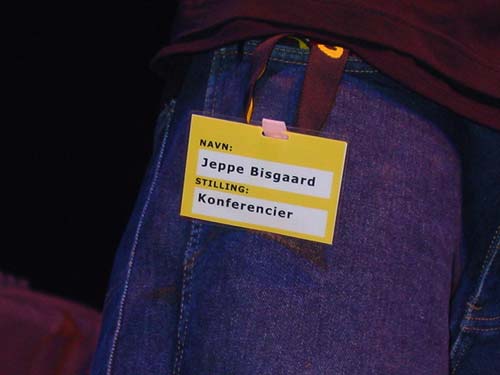 NAVN:
Jeppe Bisgaard
STILLING:
Konferencier